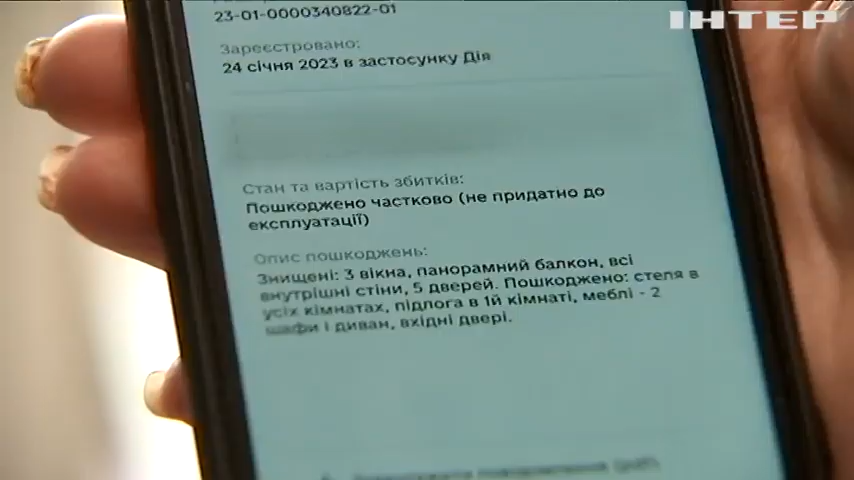 23-01-0000340822-01
ІНТЕР
Зареєстровано:
24 січня 2023 в застосунку Дія
Стан та вартість збитків:
Пошкоджено частково (не придатно до
експлуатації)
Опис пошкоджень:
Знищені: 3 вікна, панорамний балкон, всі
внутрішні стіни, 5 дверей. Пошкоджено: стеля в
усіх кімнатах, підлога в 1й кімнаті, меблі - 2
шафи і диван, вхідні двері.